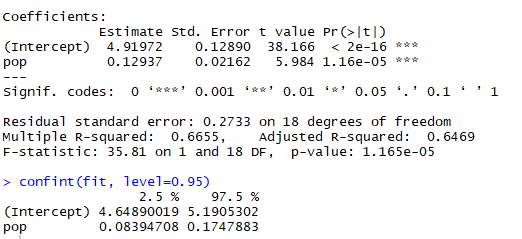 Coefficients:
            Estimate Std. Error t value Pr(>|t|)
(Intercept)  4.91972    0.12890  38.166  < 2e-16 ***
pop          0.12937    0.02162   5.984 1.16e-05 ***
---
Signif. codes:  0 ‘***’ 0.001 ‘**’ 0.01 ‘*’ 0.05 ‘.’ 0.1 ‘ ’ 1
Residual standard error: 0.2733 on 18 degrees of freedom
Multiple R-squared:  0.6655,    Adjusted R-squared:  0.6469
F-statistic: 35.81 on 1 and 18 DF,  p-value: 1.165e-05
> confint(fit, level=0.95)
                 2.5 %    97.5 %
(Intercept) 4.64890019 5.1905302
pop         0.08394708 0.1747883